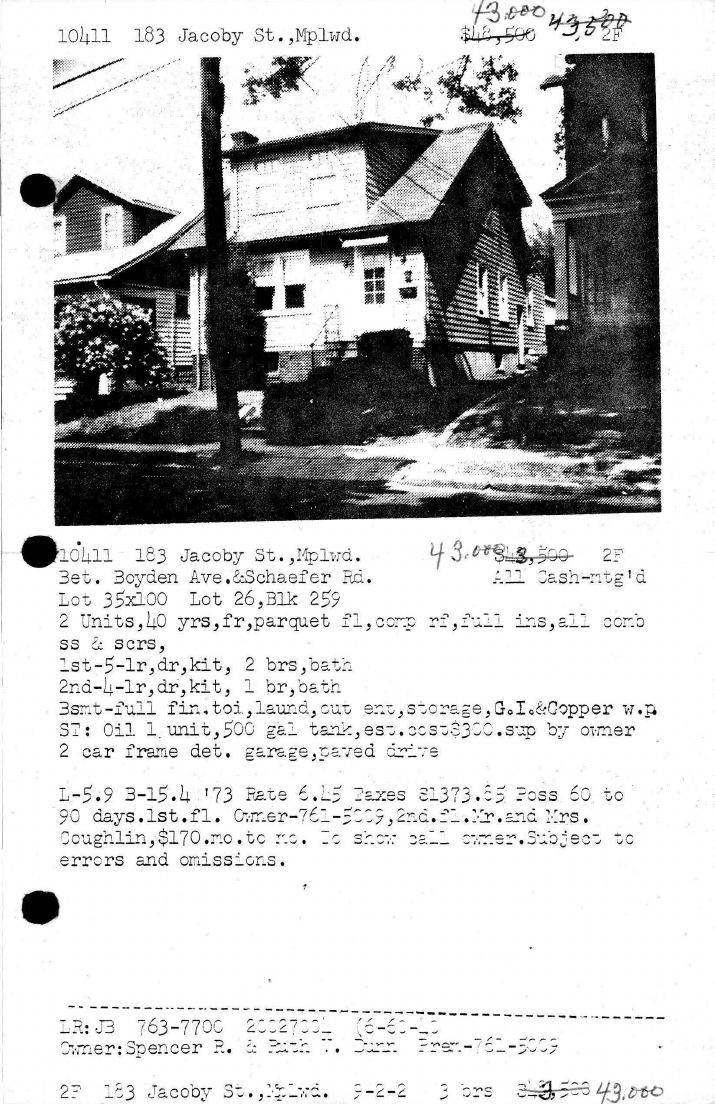 43.000 43,500
10411 183 Jacoby St.,Mplwd. $48,500 2F
10411 183 Jacoby St.,Mplwd. 43.000 $43,500 2F
Bet. Boyden Ave.&Schaefer Rd. All Cash-mtg'd
Lot 35x100 Lot 26,Blk 259
2 Units,40 yrs,fr,parquet fl,comp rf,full ins,all comb
ss & scrs,
1st-5-lr,dr,kit, 2 brs,bath
2nd-4-lr,dr,kit, 1 br,bath
Bsmt-full fin.toi,laund,out ent,storage,G.I.&Copper w.p
ST: Oil 1 unit,500 gal tank,est.cost$300.sup by owner
2 car frame det. garage,paved drive
L-5.9 B-15.4 '73 Rate 6.45 Taxes $1373.85 Poss 60 to
90 days.1st.fl. Owner-761-5009,2nd.fl.Mr.and Mrs.
Coughlin,$170.mo.to mo. To show call owner.Subject to
errors and omissions.
LR:JB 763-7700
Owner:Spencer R. & Ruth V. Dunn Prem-761-5009
2F 183 Jacoby St.,Mplwd. 9-2-2 3 brs 43.000